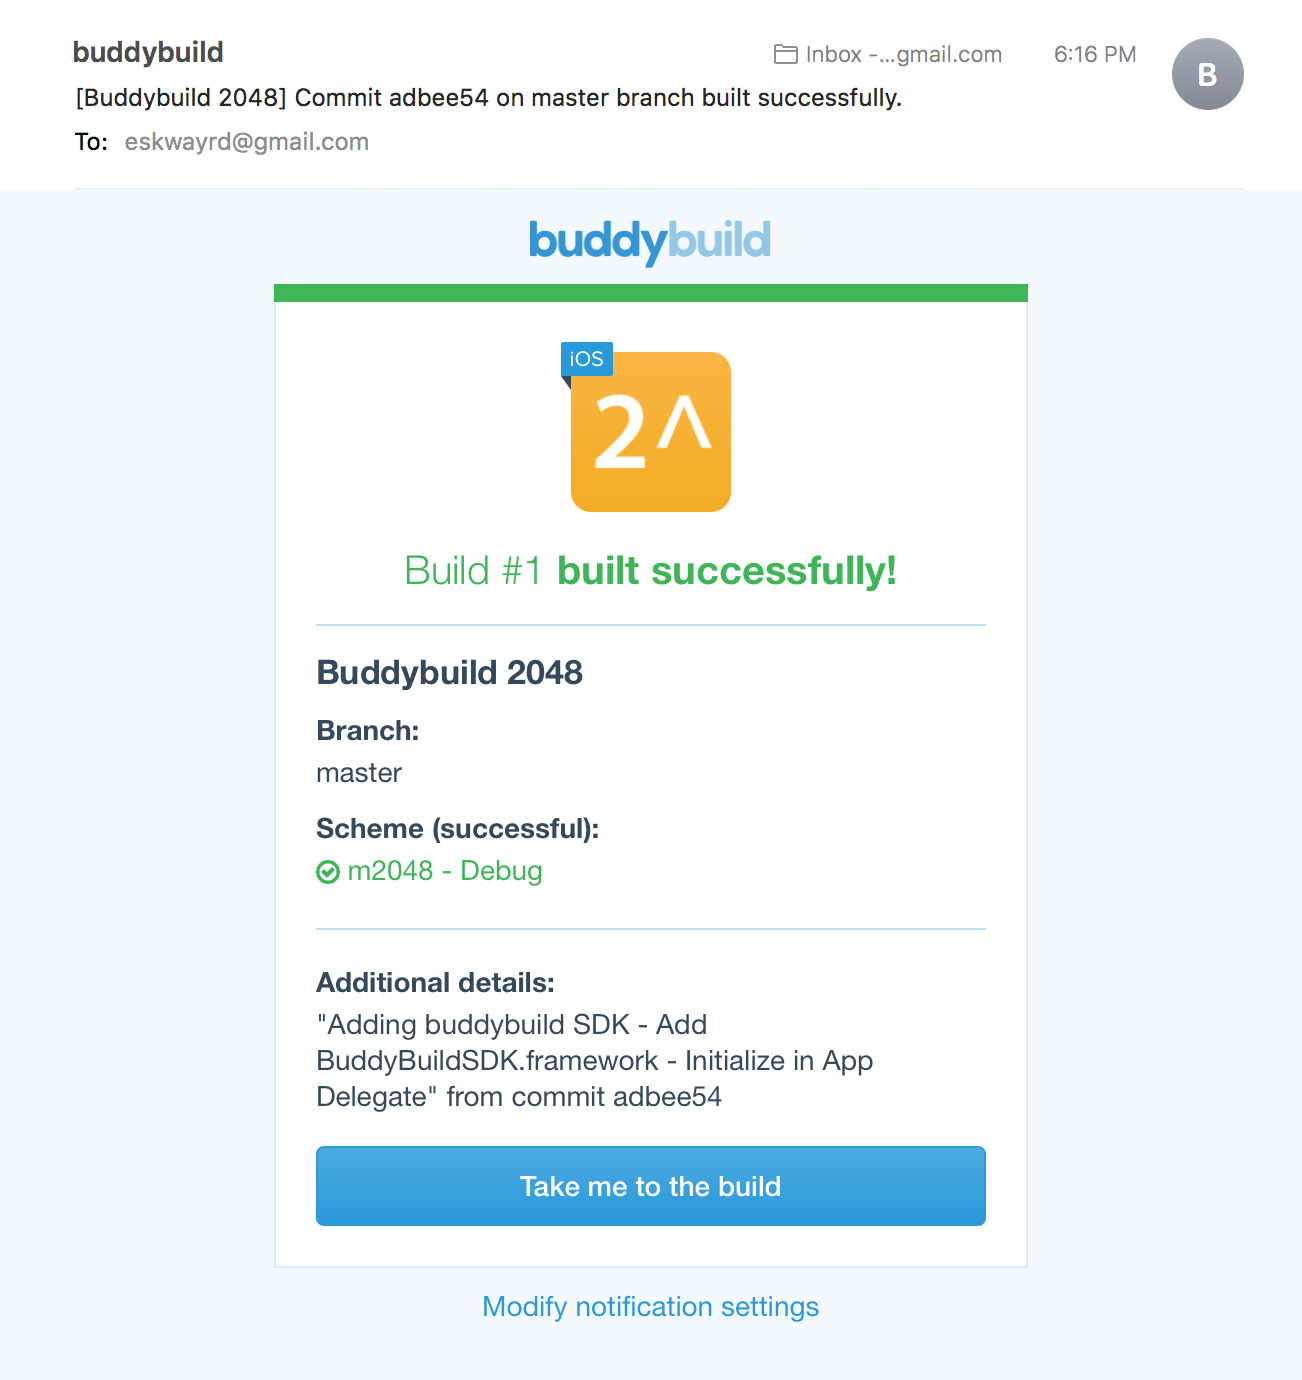 buddybuild
Inbox -...gmail.com
6:16 PM
B
[Buddybuild 2048] Commit adbee54 on master branch built successfully.
To: eskwayrd@gmail.com
buddybuild
iOS
2^
Build #1 built successfully!
Buddybuild 2048
Branch:
master
Scheme (successful):
m2048 - Debug
Additional details:
"Adding buddybuild SDK - Add
BuddyBuildSDK.framework - Initialize in App
Delegate" from commit adbee54
Take me to the build
Modify notification settings